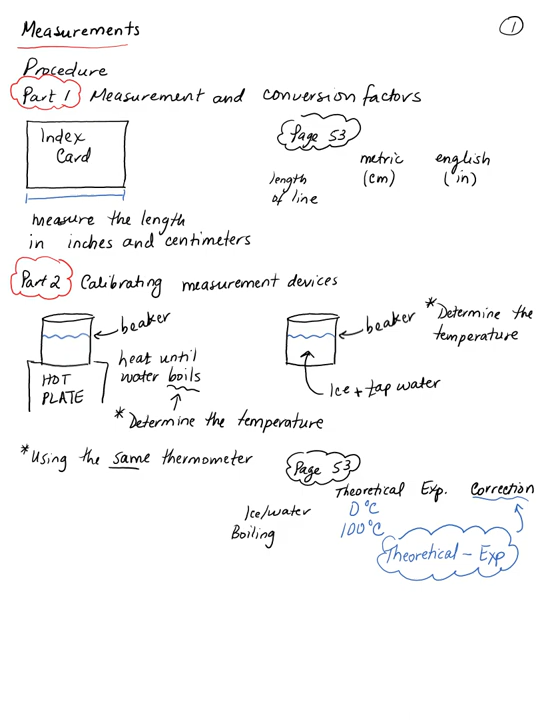 Measurements
1
Procedure
Part 1 Measurement and conversion factors
Index
Card
Page 53
metric english
length (cm) (in)
of line
measure the length
in inches and centimeters
Part 2 Calibrating measurement devices
beaker
heat until
water boils
HOT
PLATE
*Determine the temperature
beaker
*Determine the
temperature
Ice + tap water
*Using the same thermometer
Page 53
Theoretical Exp. Correction
Ice/water 0°C
Boiling 100°C
Theoretical - Exp